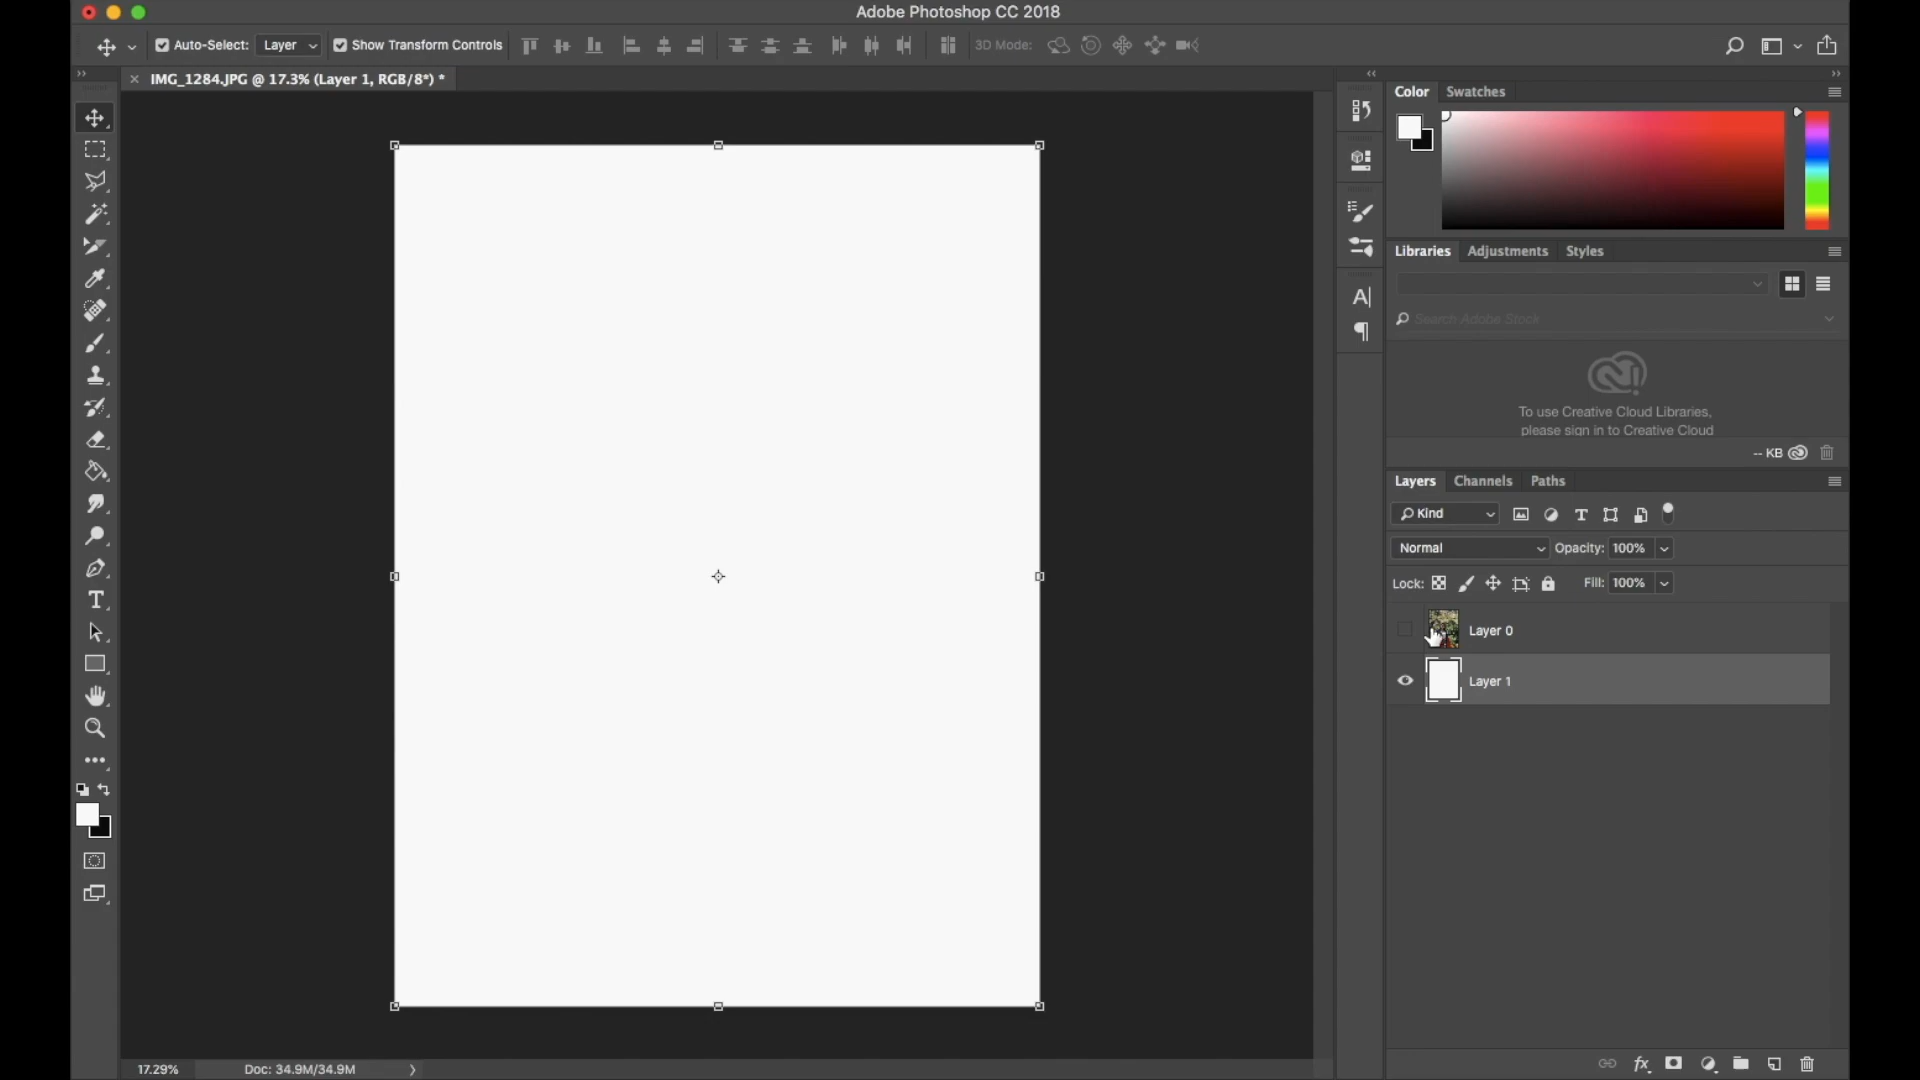 Adobe Photoshop CC 2018
Auto-Select: Layer Show Transform Controls 3D Mode:
IMG_1284.JPG @ 17.3% (Layer 1, RGB/8*) *
Color Swatches
Libraries Adjustments Styles
Search Adobe Stock
To use Creative Cloud Libraries,
please sign in to Creative Cloud
-- KB
Layers Channels Paths
Kind
Normal Opacity: 100%
Lock: Fill: 100%
Layer 0
Layer 1
17.29% Doc: 34.9M/34.9M